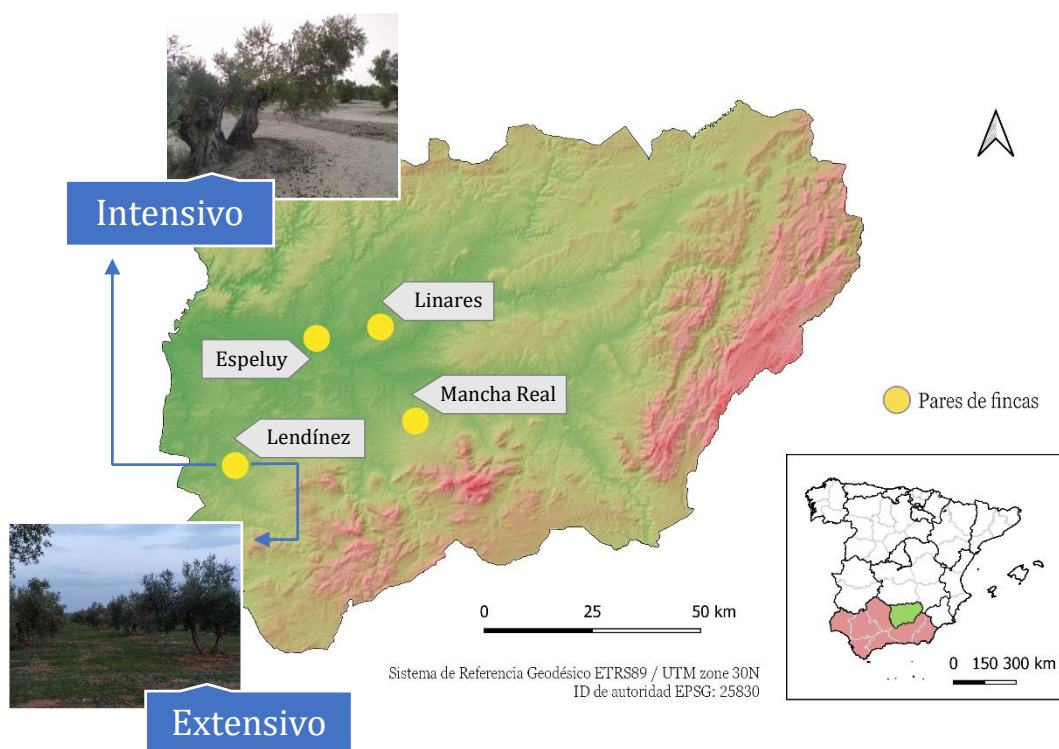 Intensivo
Linares
Espeluy
Mancha Real
Pares de fincas
Lendínez
0 25 50 km
Sistema de Referencia Geodésico ETRS89 / UTM zone 30N
ID de autoridad EPSG: 25830
0 150 300 km
Extensivo